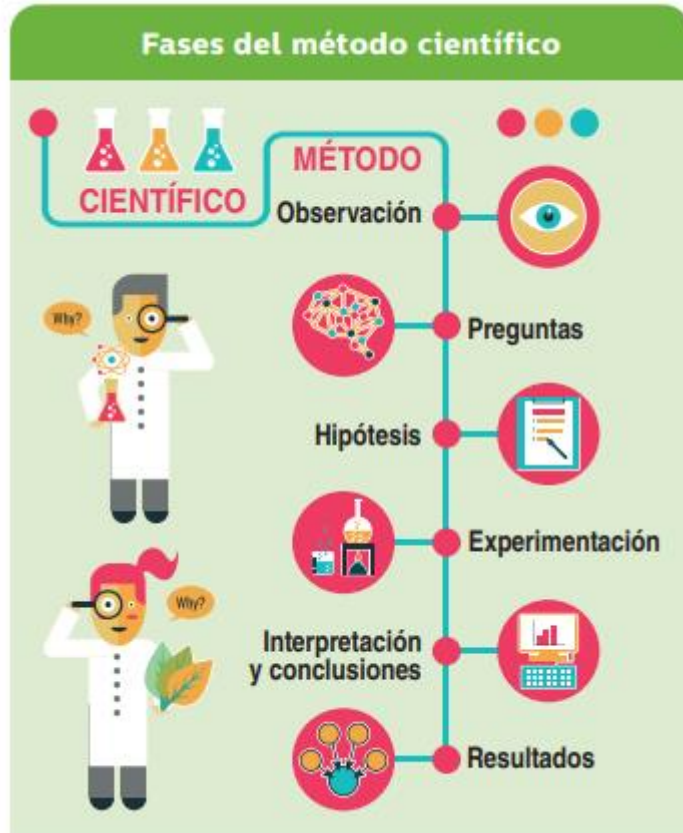 Fases del método científico
MÉTODO
CIENTÍFICO
Observación
Why?
Preguntas
Hipótesis
Experimentación
Why?
Interpretación
y conclusiones
Resultados